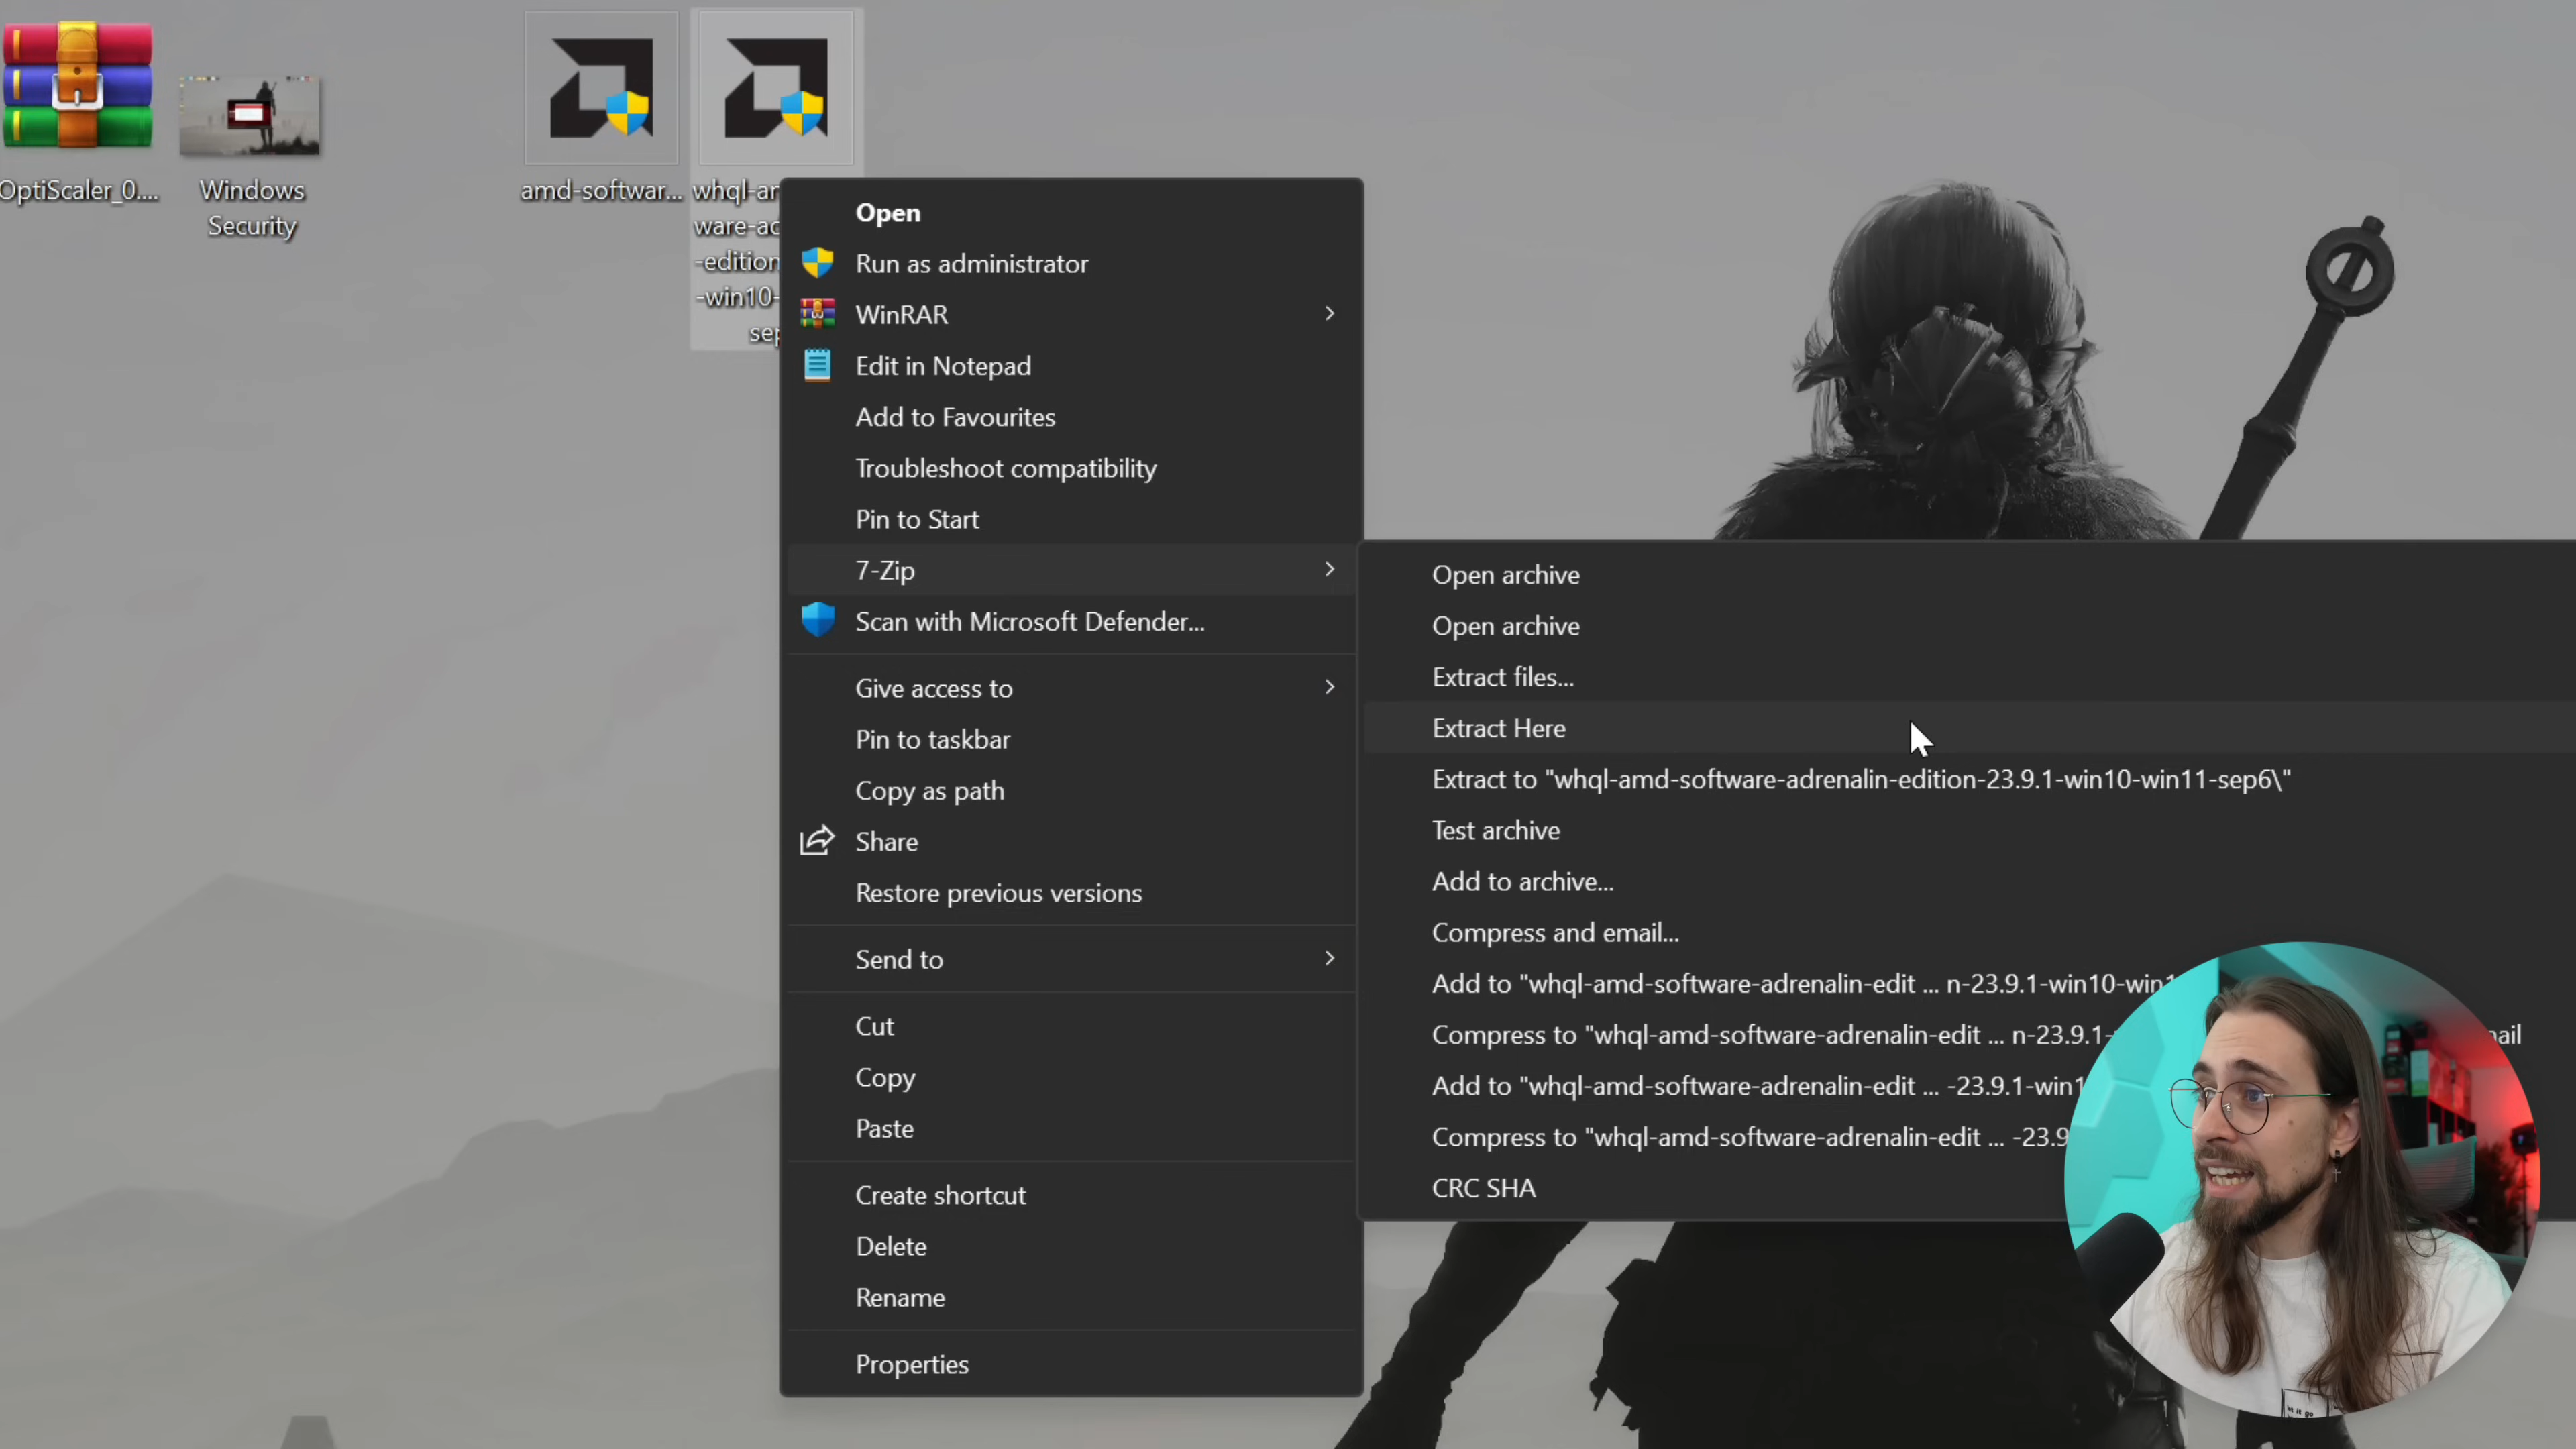 OptiScaler_0....
Windows
Security
amd-softwar...
whql-am
ware-ad
-edition
-win10-
sep
Open
Run as administrator
WinRAR
Edit in Notepad
Add to Favourites
Troubleshoot compatibility
Pin to Start
7-Zip
Scan with Microsoft Defender...
Give access to
Pin to taskbar
Copy as path
Share
Restore previous versions
Send to
Cut
Copy
Paste
Create shortcut
Delete
Rename
Properties
Open archive
Open archive
Extract files...
Extract Here
Extract to "whql-amd-software-adrenalin-edition-23.9.1-win10-win11-sep6\"
Test archive
Add to archive...
Compress and email...
Add to "whql-amd-software-adrenalin-edit ... n-23.9.1-win10-win1
Compress to "whql-amd-software-adrenalin-edit ... n-23.9.1- ail
Add to "whql-amd-software-adrenalin-edit ... -23.9.1-win1
Compress to "whql-amd-software-adrenalin-edit ... -23.9
CRC SHA